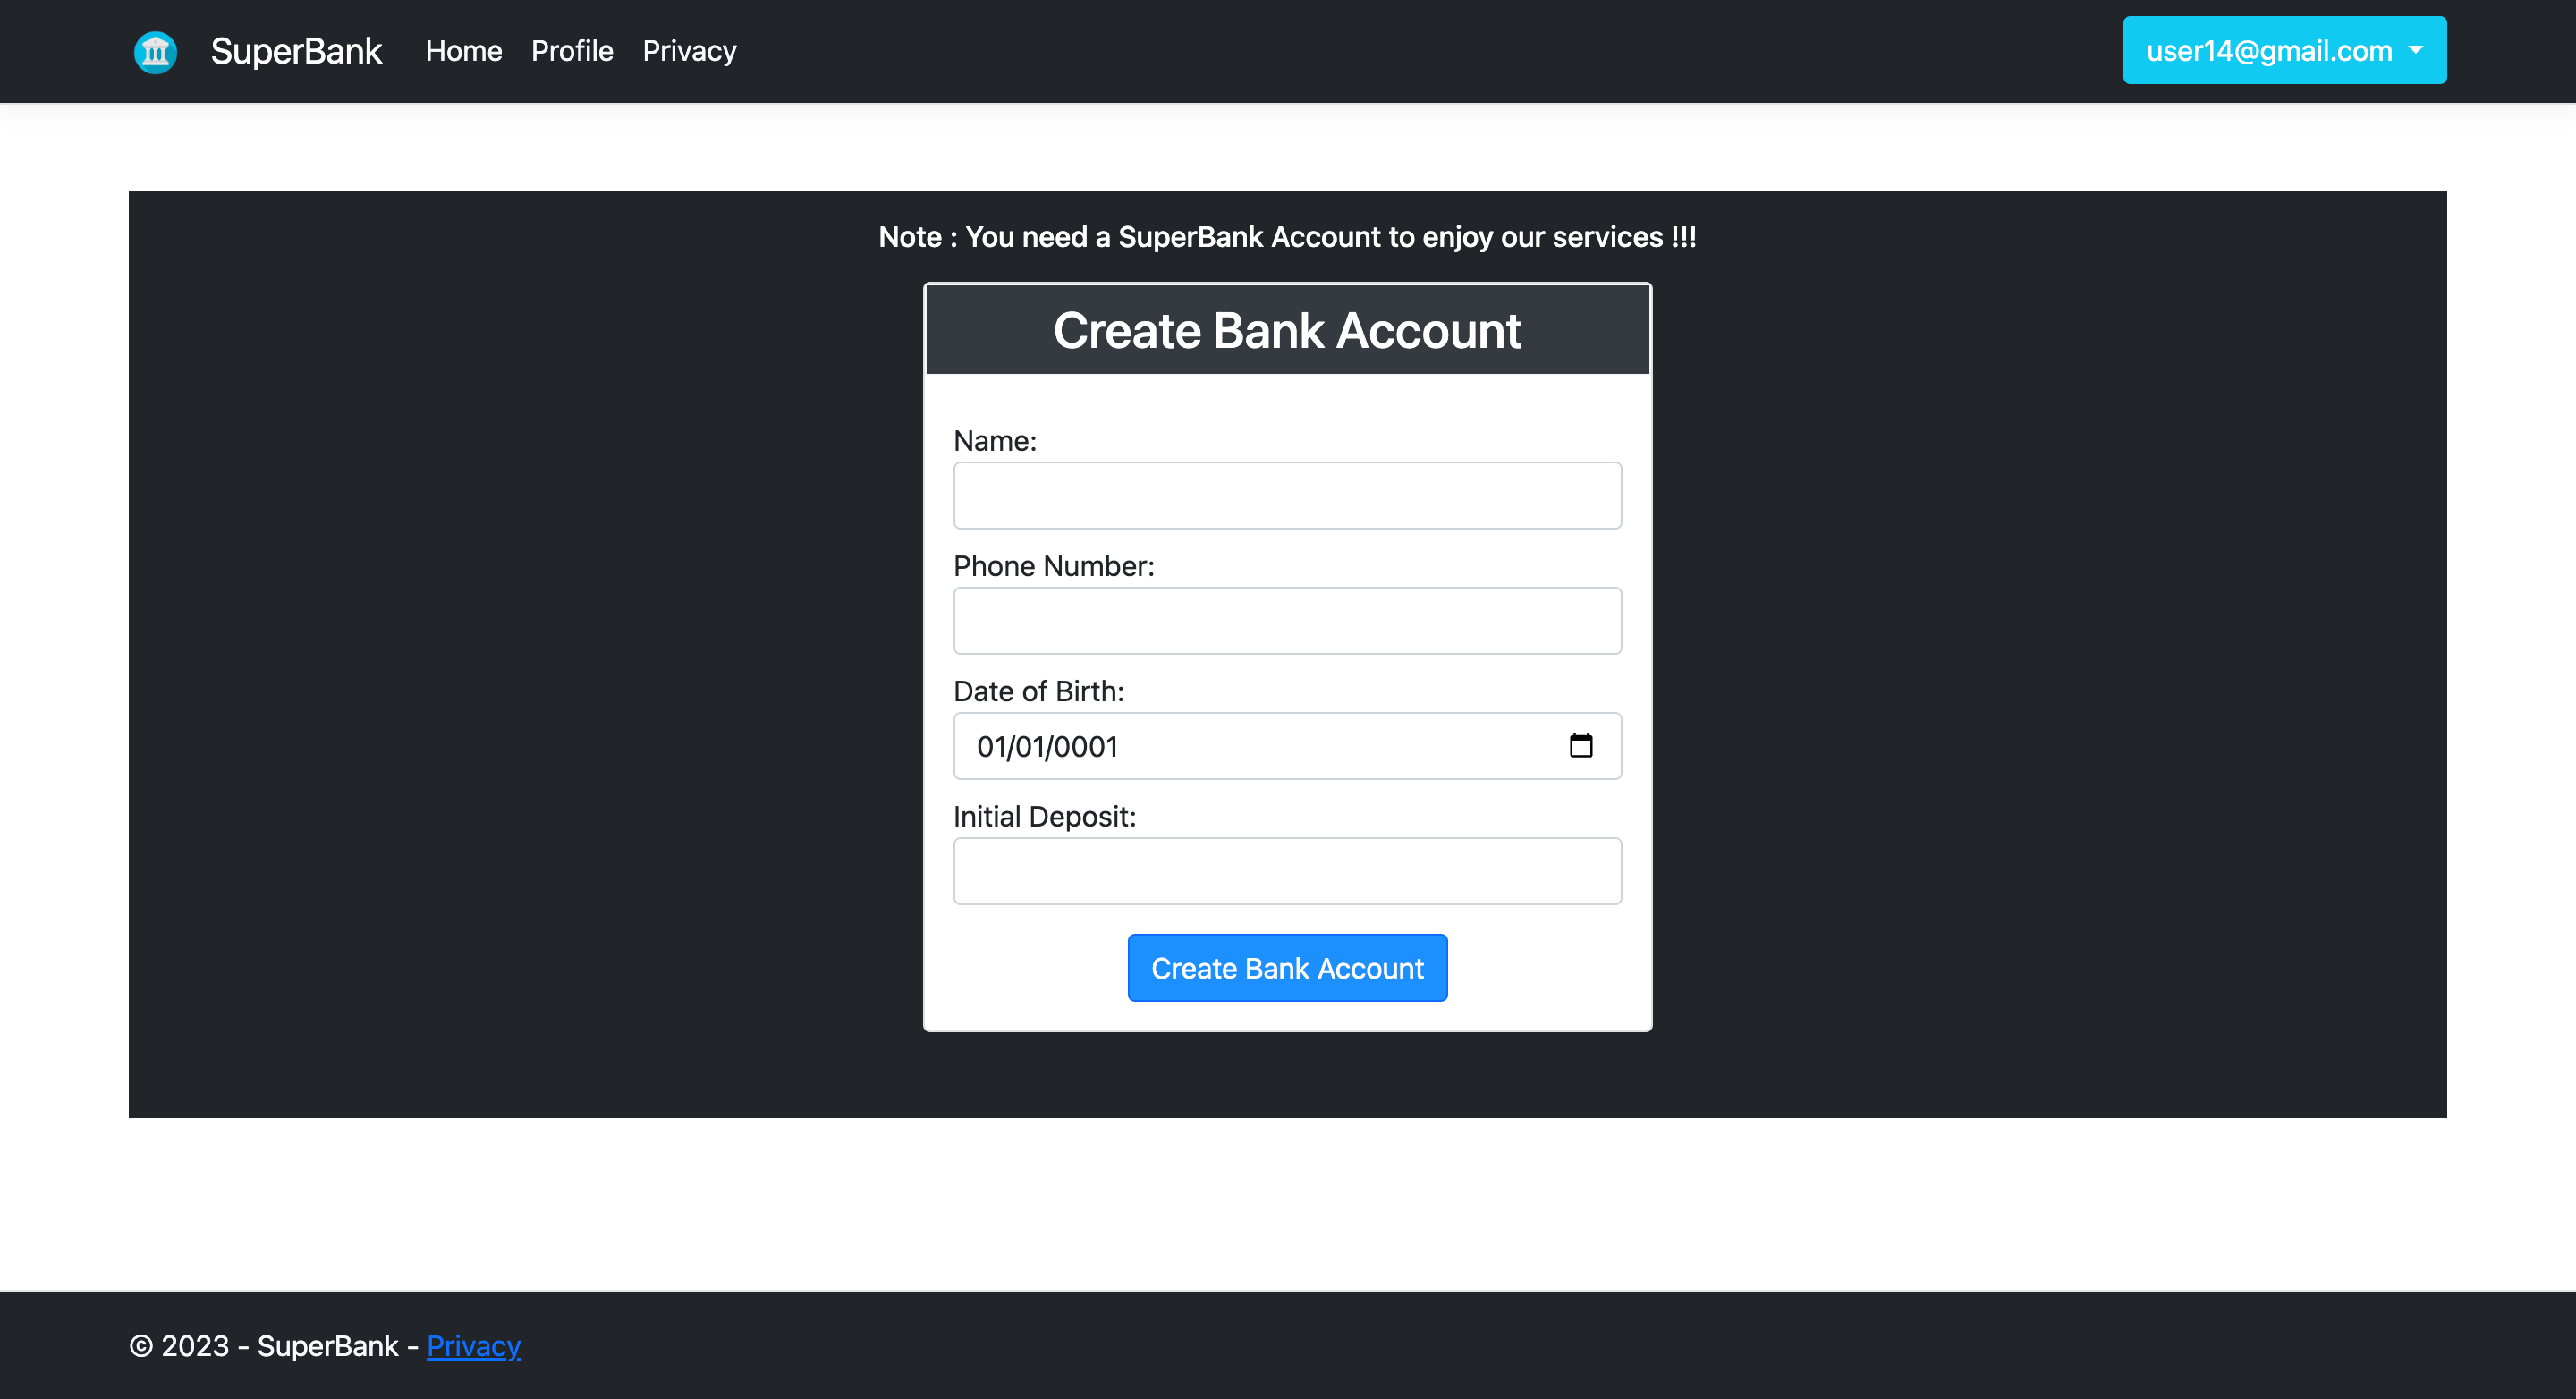 SuperBank Home Profile Privacy user14@gmail.com
Note : You need a SuperBank Account to enjoy our services !!!
Create Bank Account
Name:
Phone Number:
Date of Birth:
01/01/0001
Initial Deposit:
Create Bank Account
© 2023 - SuperBank - Privacy